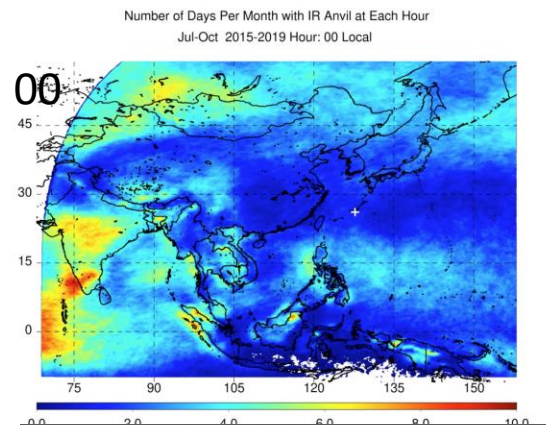 Number of Days Per Month with IR Anvil at Each Hour
Jul-Oct 2015-2019 Hour: 00 Local
00
45
30
15
0
75 90 105 120 135 150
0.0 2.0 4.0 6.0 8.0 10.0